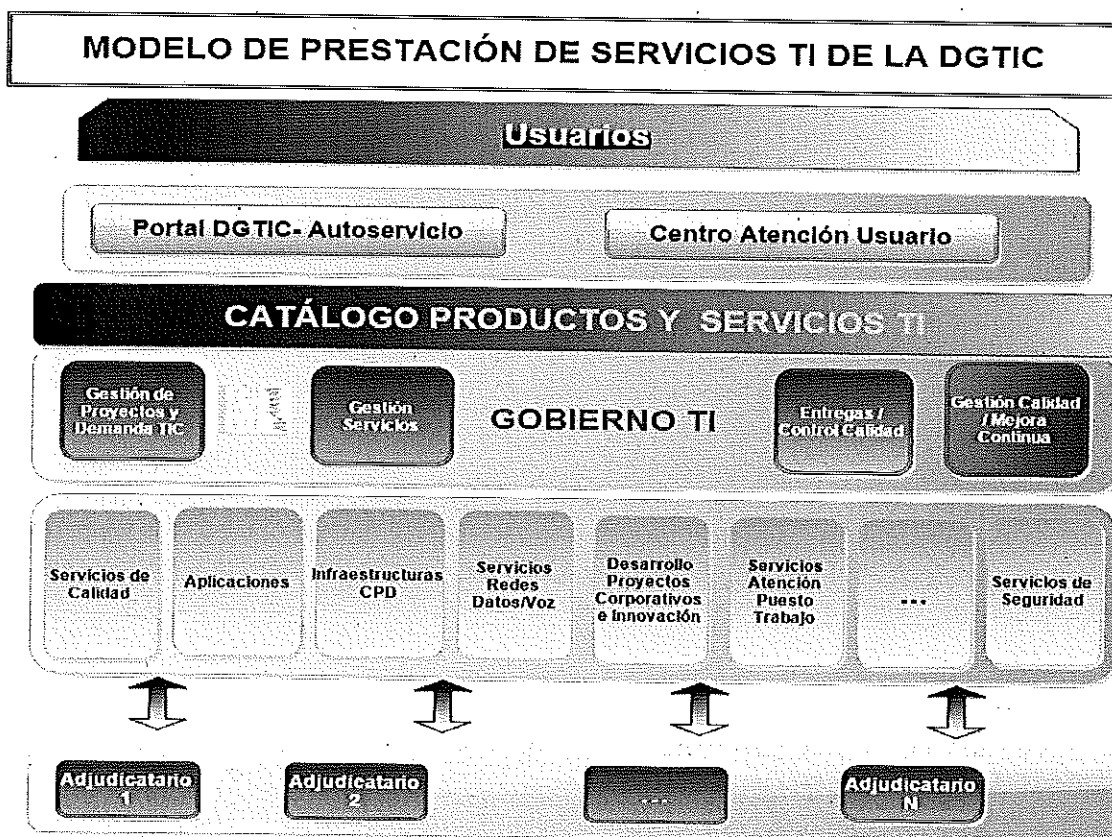 MODELO DE PRESTACIÓN DE SERVICIOS TI DE LA DGTIC
Usuarios
Portal DGTIC- Autoservicio
Centro Atención Usuario
CATÁLOGO PRODUCTOS Y SERVICIOS TI
Gestión de
Proyectos y
Demanda TIC
Gestión
Servicios
GOBIERNO TI
Entregas /
Control Calidad
Gestión Calidad
/ Mejora
Continua
Servicios de
Calidad
Aplicaciones
Infraestructuras
CPD
Servicios
Redes
Datos/Voz
Desarrollo
Proyectos
Corporativos
e Innovación
Servicios
Atención
Puesto
Trabajo
...
Servicios de
Seguridad
Adjudicatario
1
Adjudicatario
2
...
Adjudicatario
N